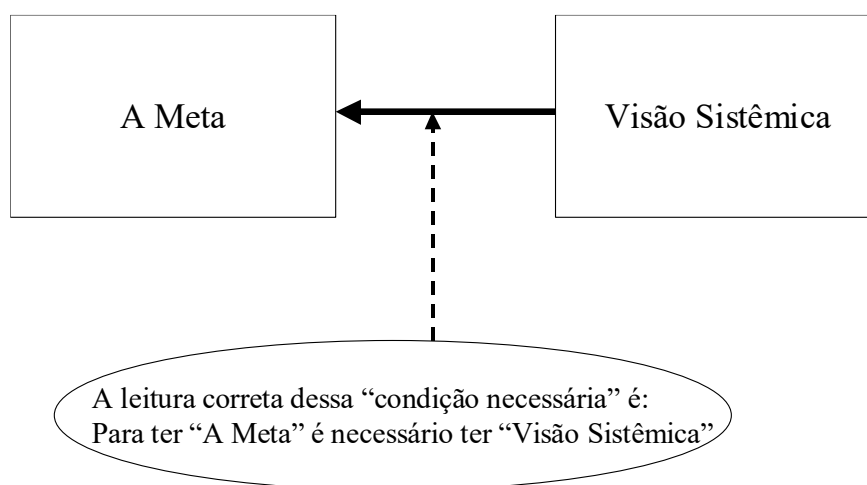 A Meta
Visão Sistêmica
A leitura correta dessa “condição necessária” é:
Para ter “A Meta” é necessário ter “Visão Sistêmica”